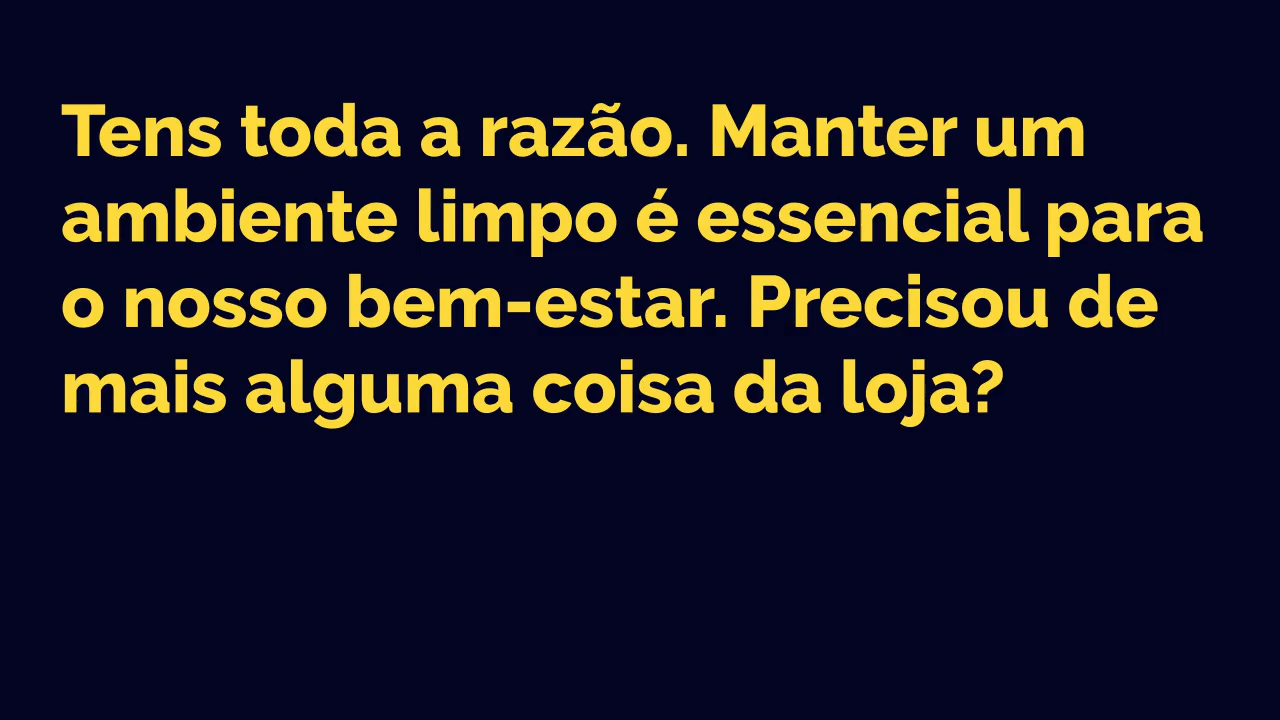 Tens toda a razão. Manter um
ambiente limpo é essencial para
o nosso bem-estar. Precisou de
mais alguma coisa da loja?